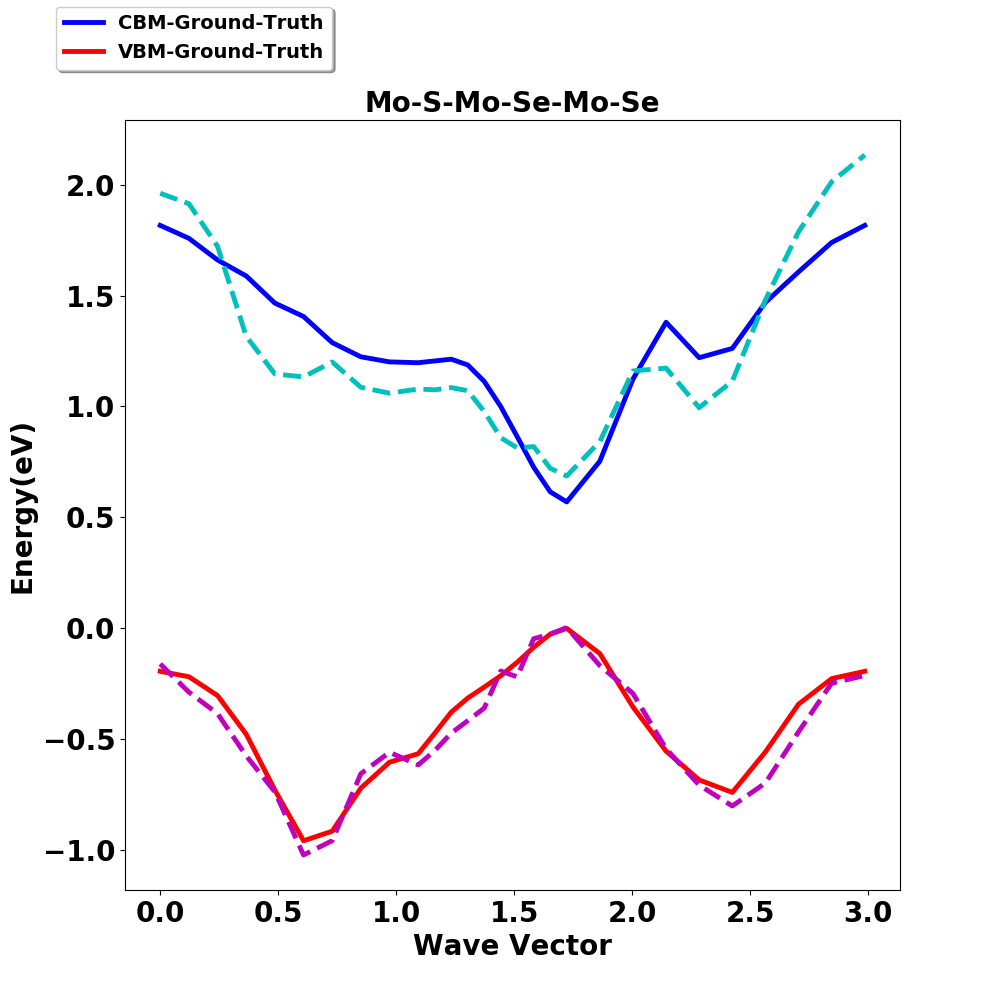 CBM-Ground-Truth
VBM-Ground-Truth
Mo-S-Mo-Se-Mo-Se
Energy(eV)
2.0
1.5
1.0
0.5
0.0
−0.5
−1.0
0.0 0.5 1.0 1.5 2.0 2.5 3.0
Wave Vector